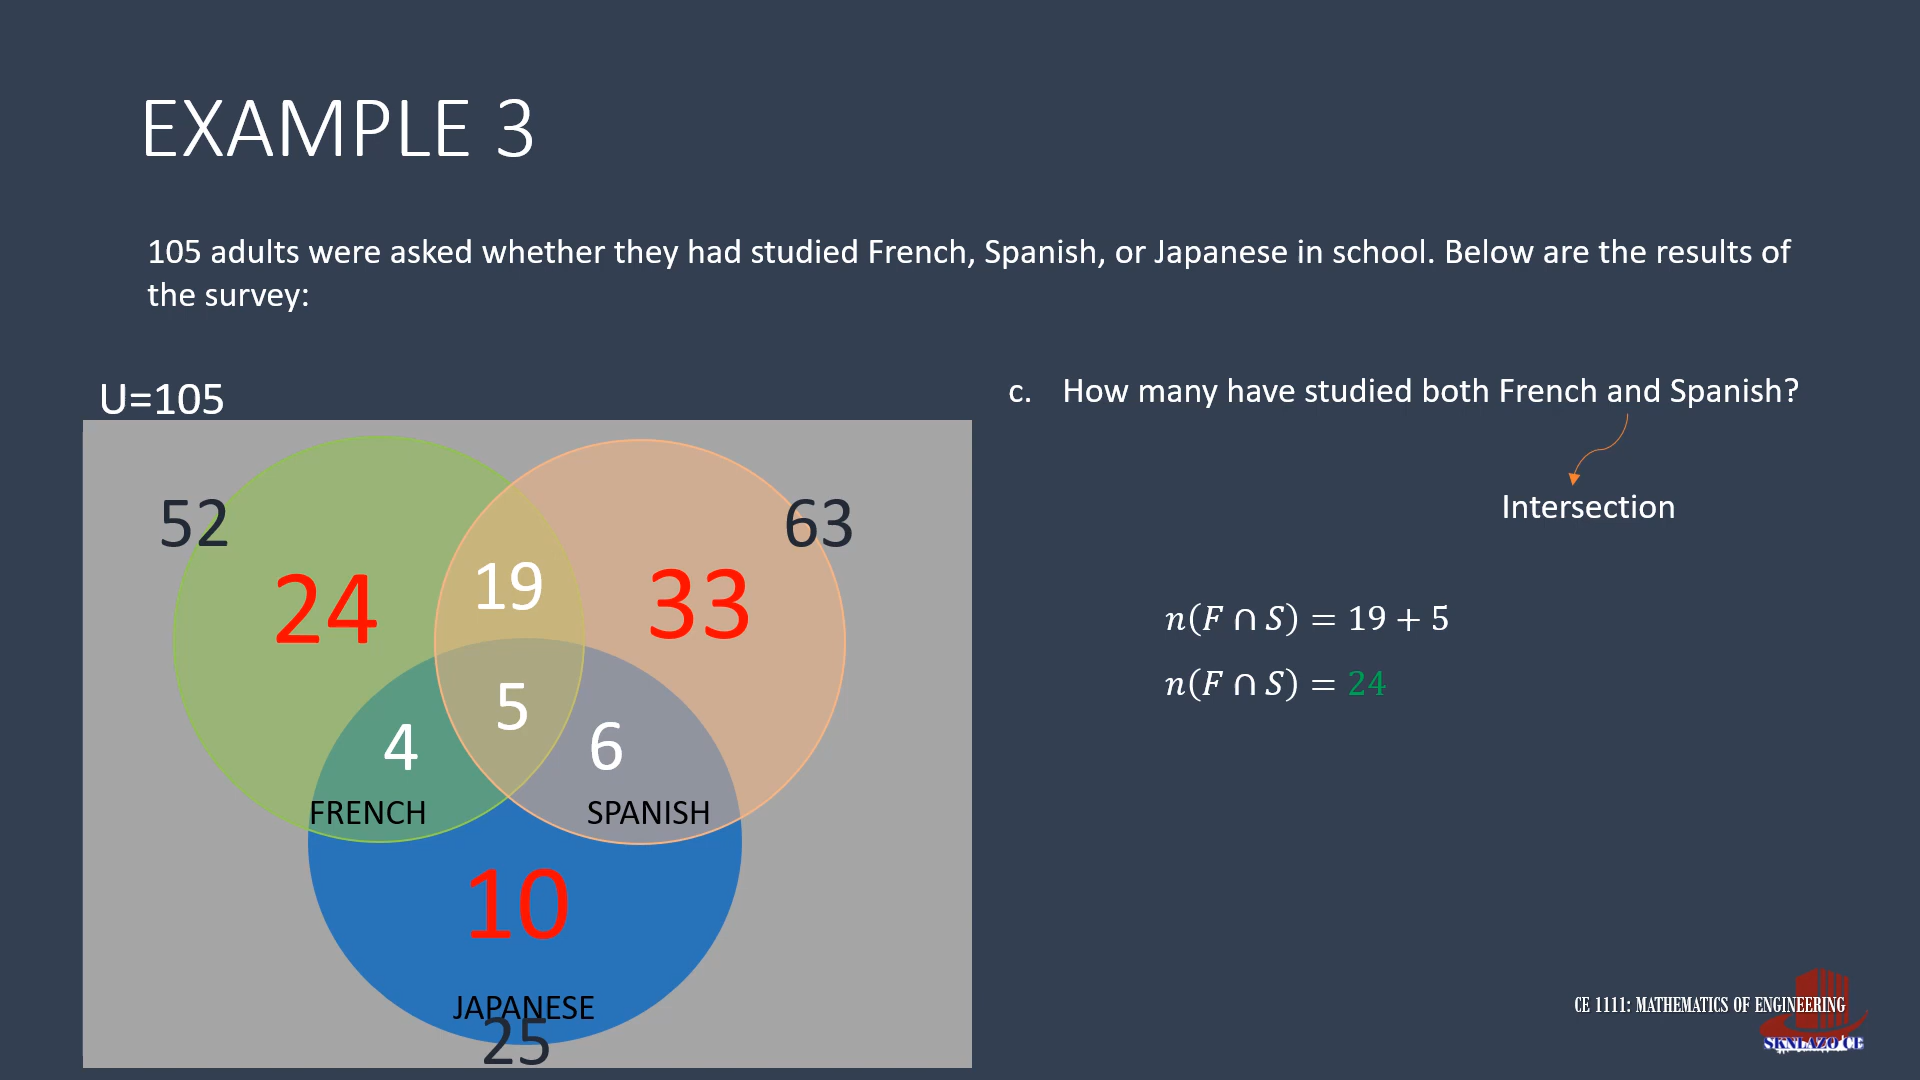 EXAMPLE 3
105 adults were asked whether they had studied French, Spanish, or Japanese in school. Below are the results of
the survey:
U=105
c. How many have studied both French and Spanish?
Intersection
52
63
24
19
33
5
4
6
FRENCH
SPANISH
10
JAPANESE
25
n(F ∩ S) = 19 + 5
n(F ∩ S) = 24
CE 1111: MATHEMATICS OF ENGINEERING
SKNLAZO CE